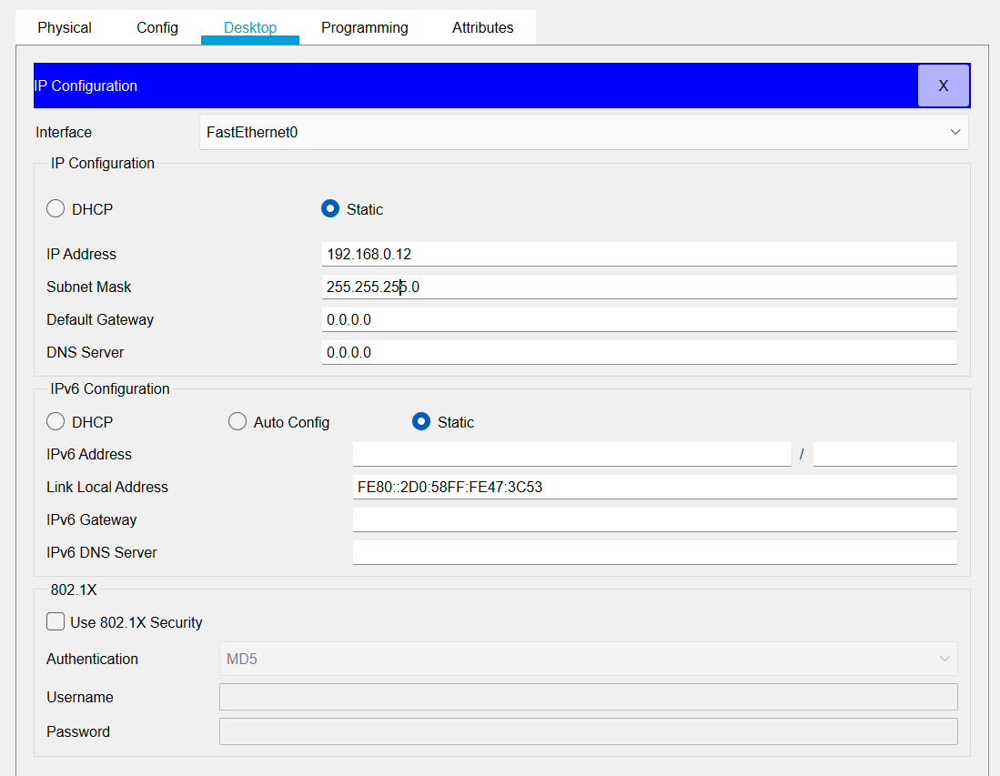 Physical Config Desktop Programming Attributes
IP Configuration X
Interface FastEthernet0
IP Configuration
DHCP Static
IP Address 192.168.0.12
Subnet Mask 255.255.255.0
Default Gateway 0.0.0.0
DNS Server 0.0.0.0
IPv6 Configuration
DHCP Auto Config Static
IPv6 Address /
Link Local Address FE80::2D0:58FF:FE47:3C53
IPv6 Gateway
IPv6 DNS Server
802.1X
Use 802.1X Security
Authentication MD5
Username
Password